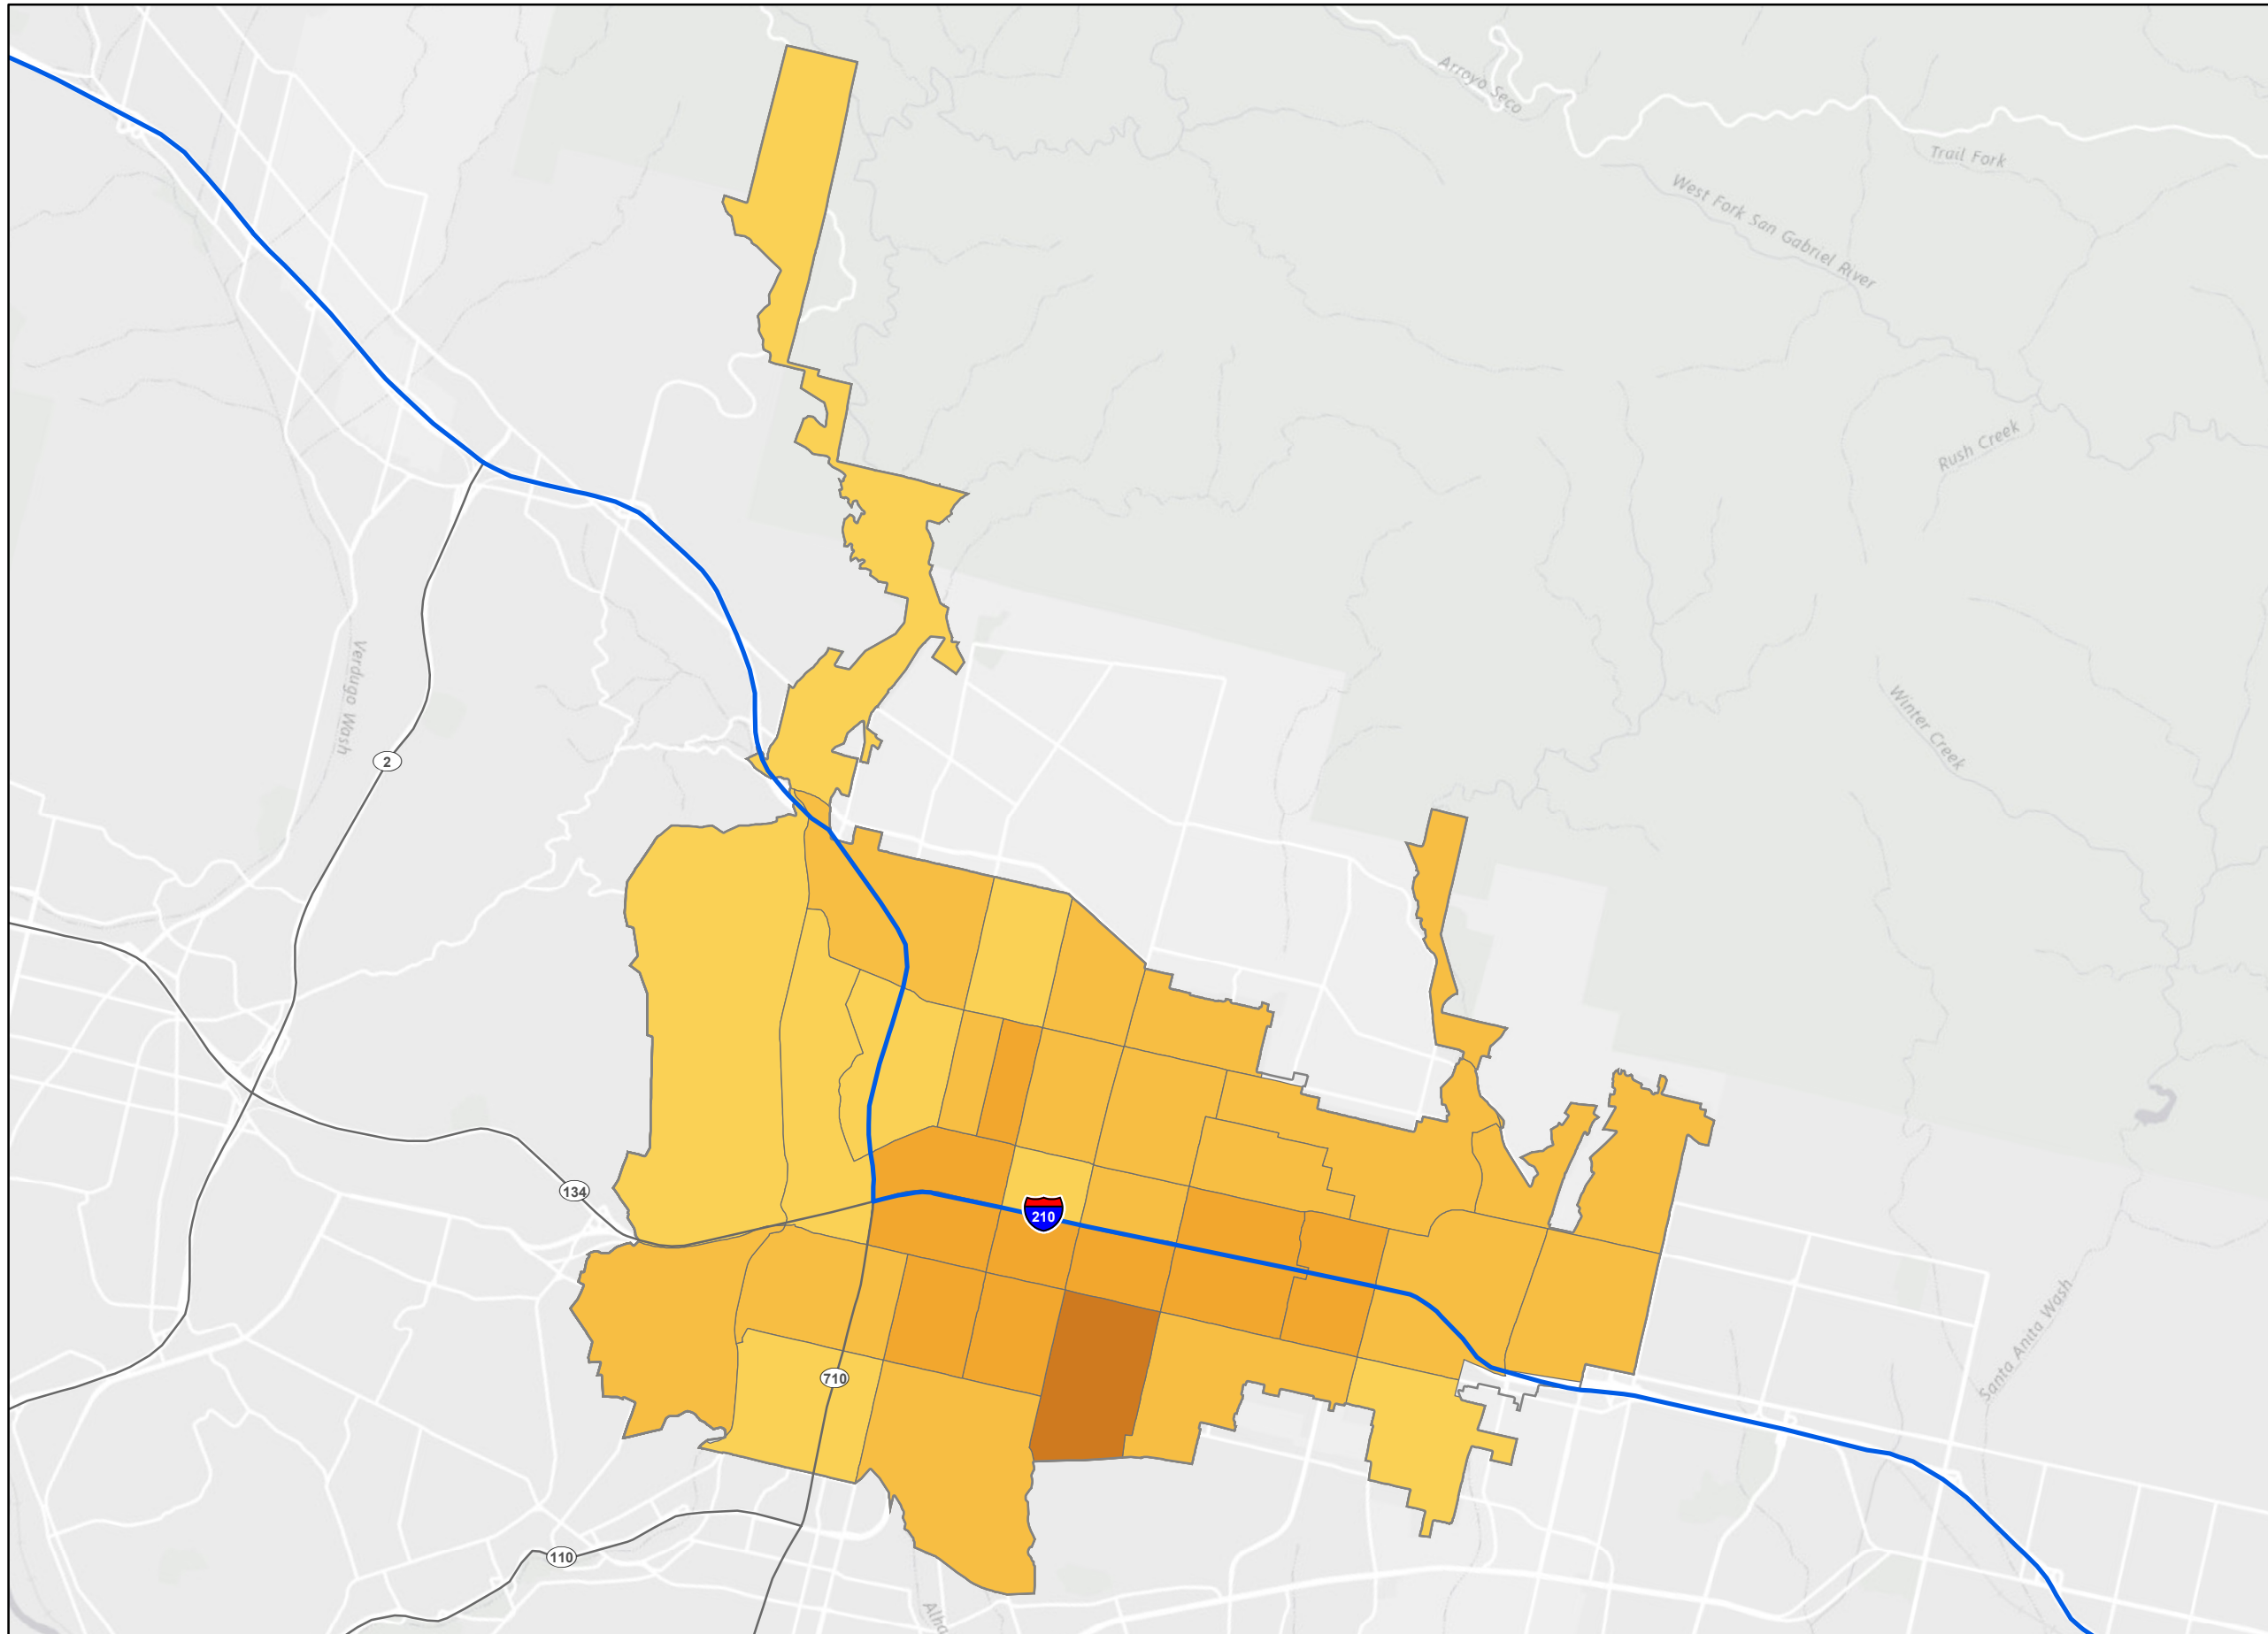 Arroyo Seco
Trail Fork
West Fork San Gabriel River
Rush Creek
Verdugo Wash
Winter Creek
2
134
210
Santa Anita Wash
710
110
Alha